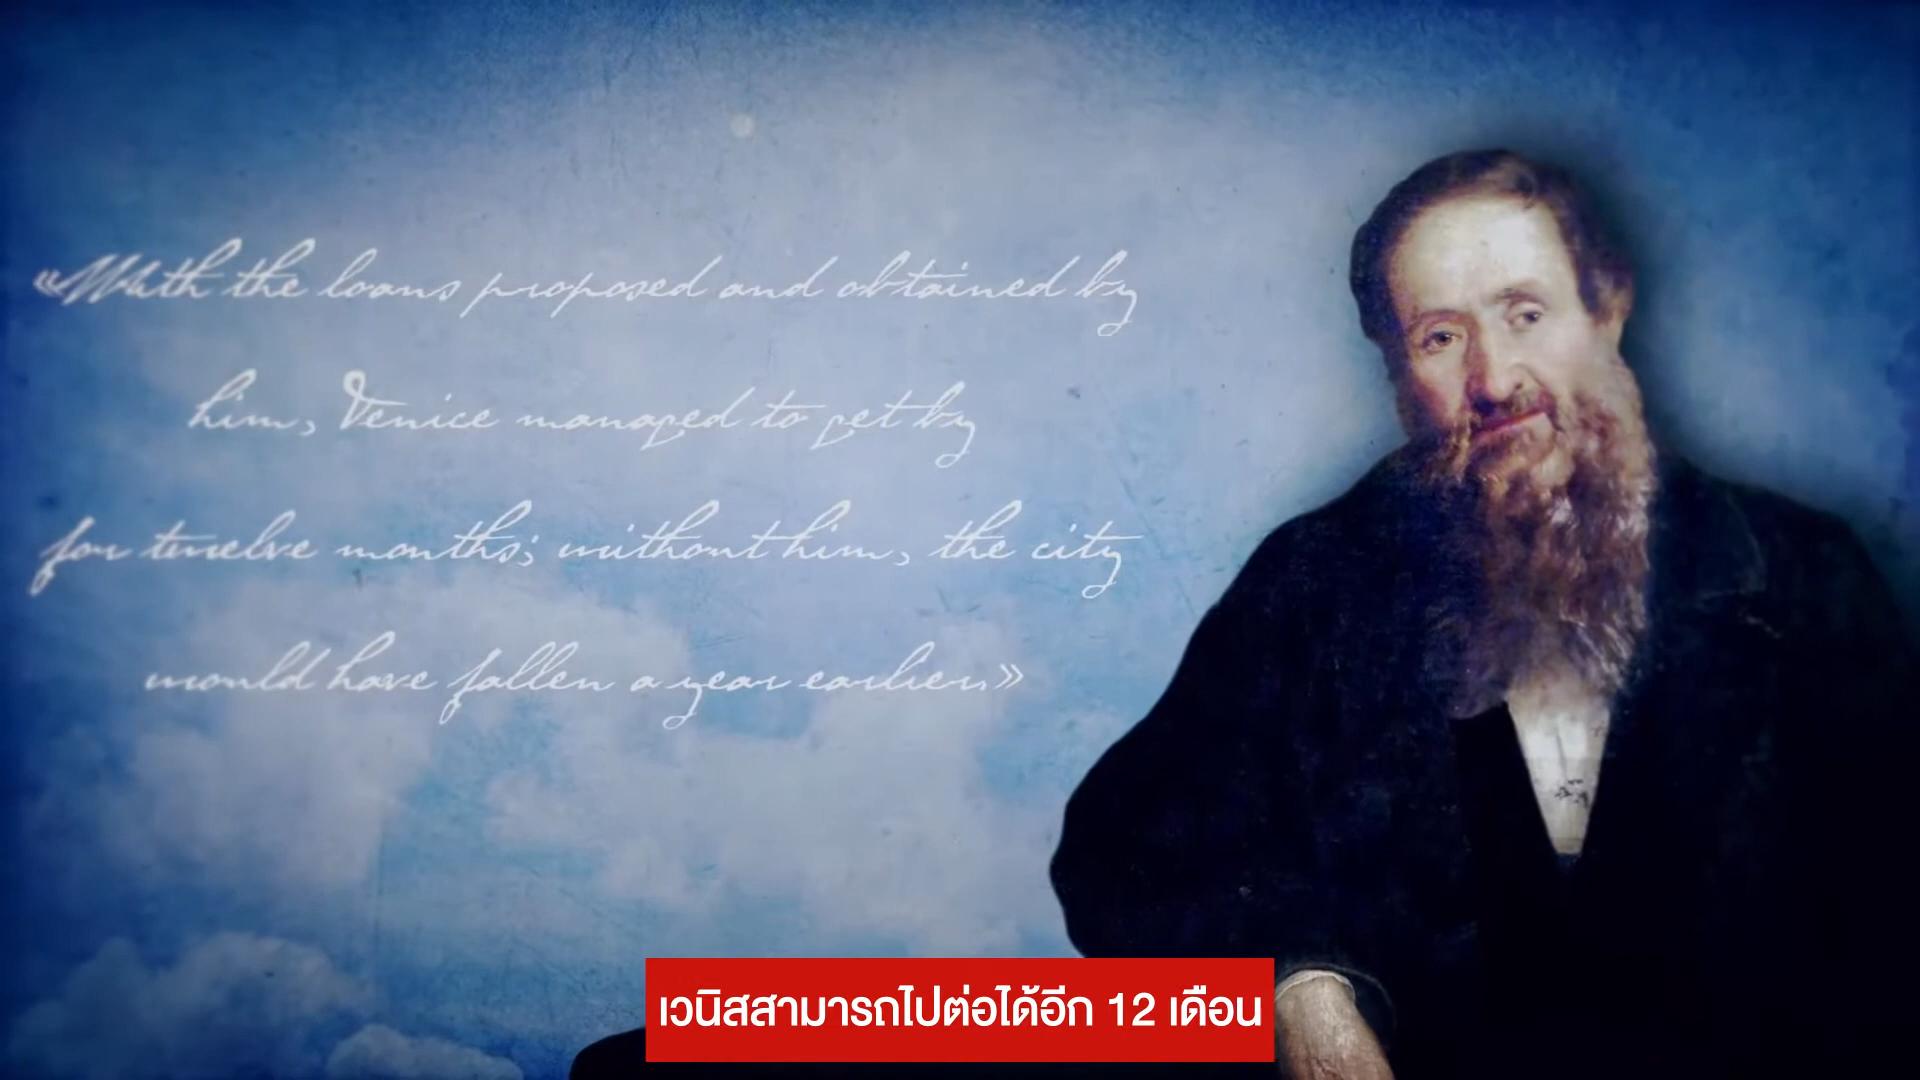 «With the loans proposed and obtained by
him, Venice managed to get by
for twelve months; without him, the city
would have fallen a year earlier.»
เวนิสสามารถไปต่อได้อีก 12 เดือน